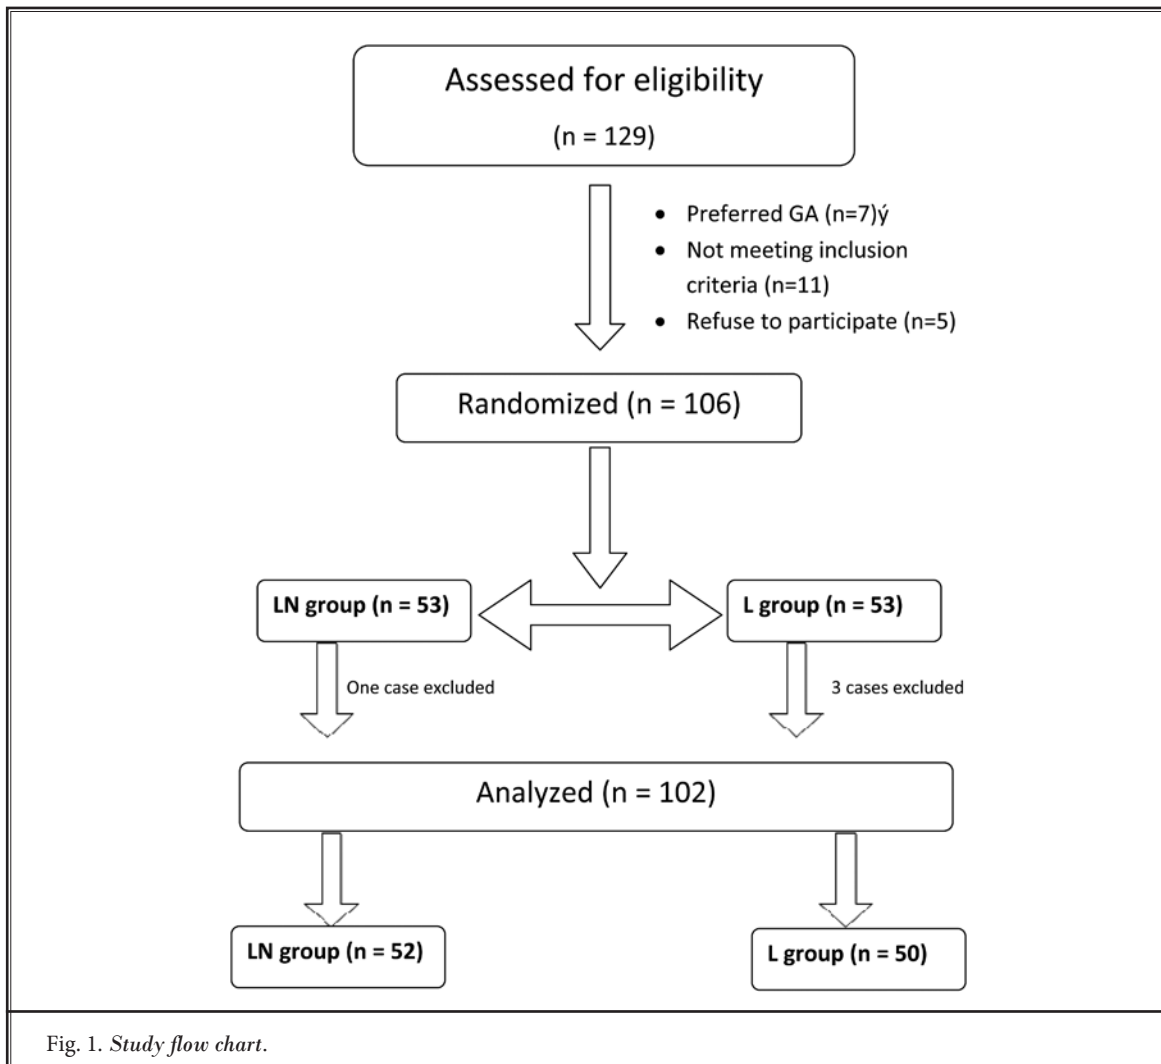 Assessed for eligibility
(n = 129)
• Preferred GA (n=7)ý
• Not meeting inclusion
criteria (n=11)
• Refuse to participate (n=5)
Randomized (n = 106)
LN group (n = 53)
L group (n = 53)
One case excluded
3 cases excluded
Analyzed (n = 102)
LN group (n = 52)
L group (n = 50)
Fig. 1. Study flow chart.